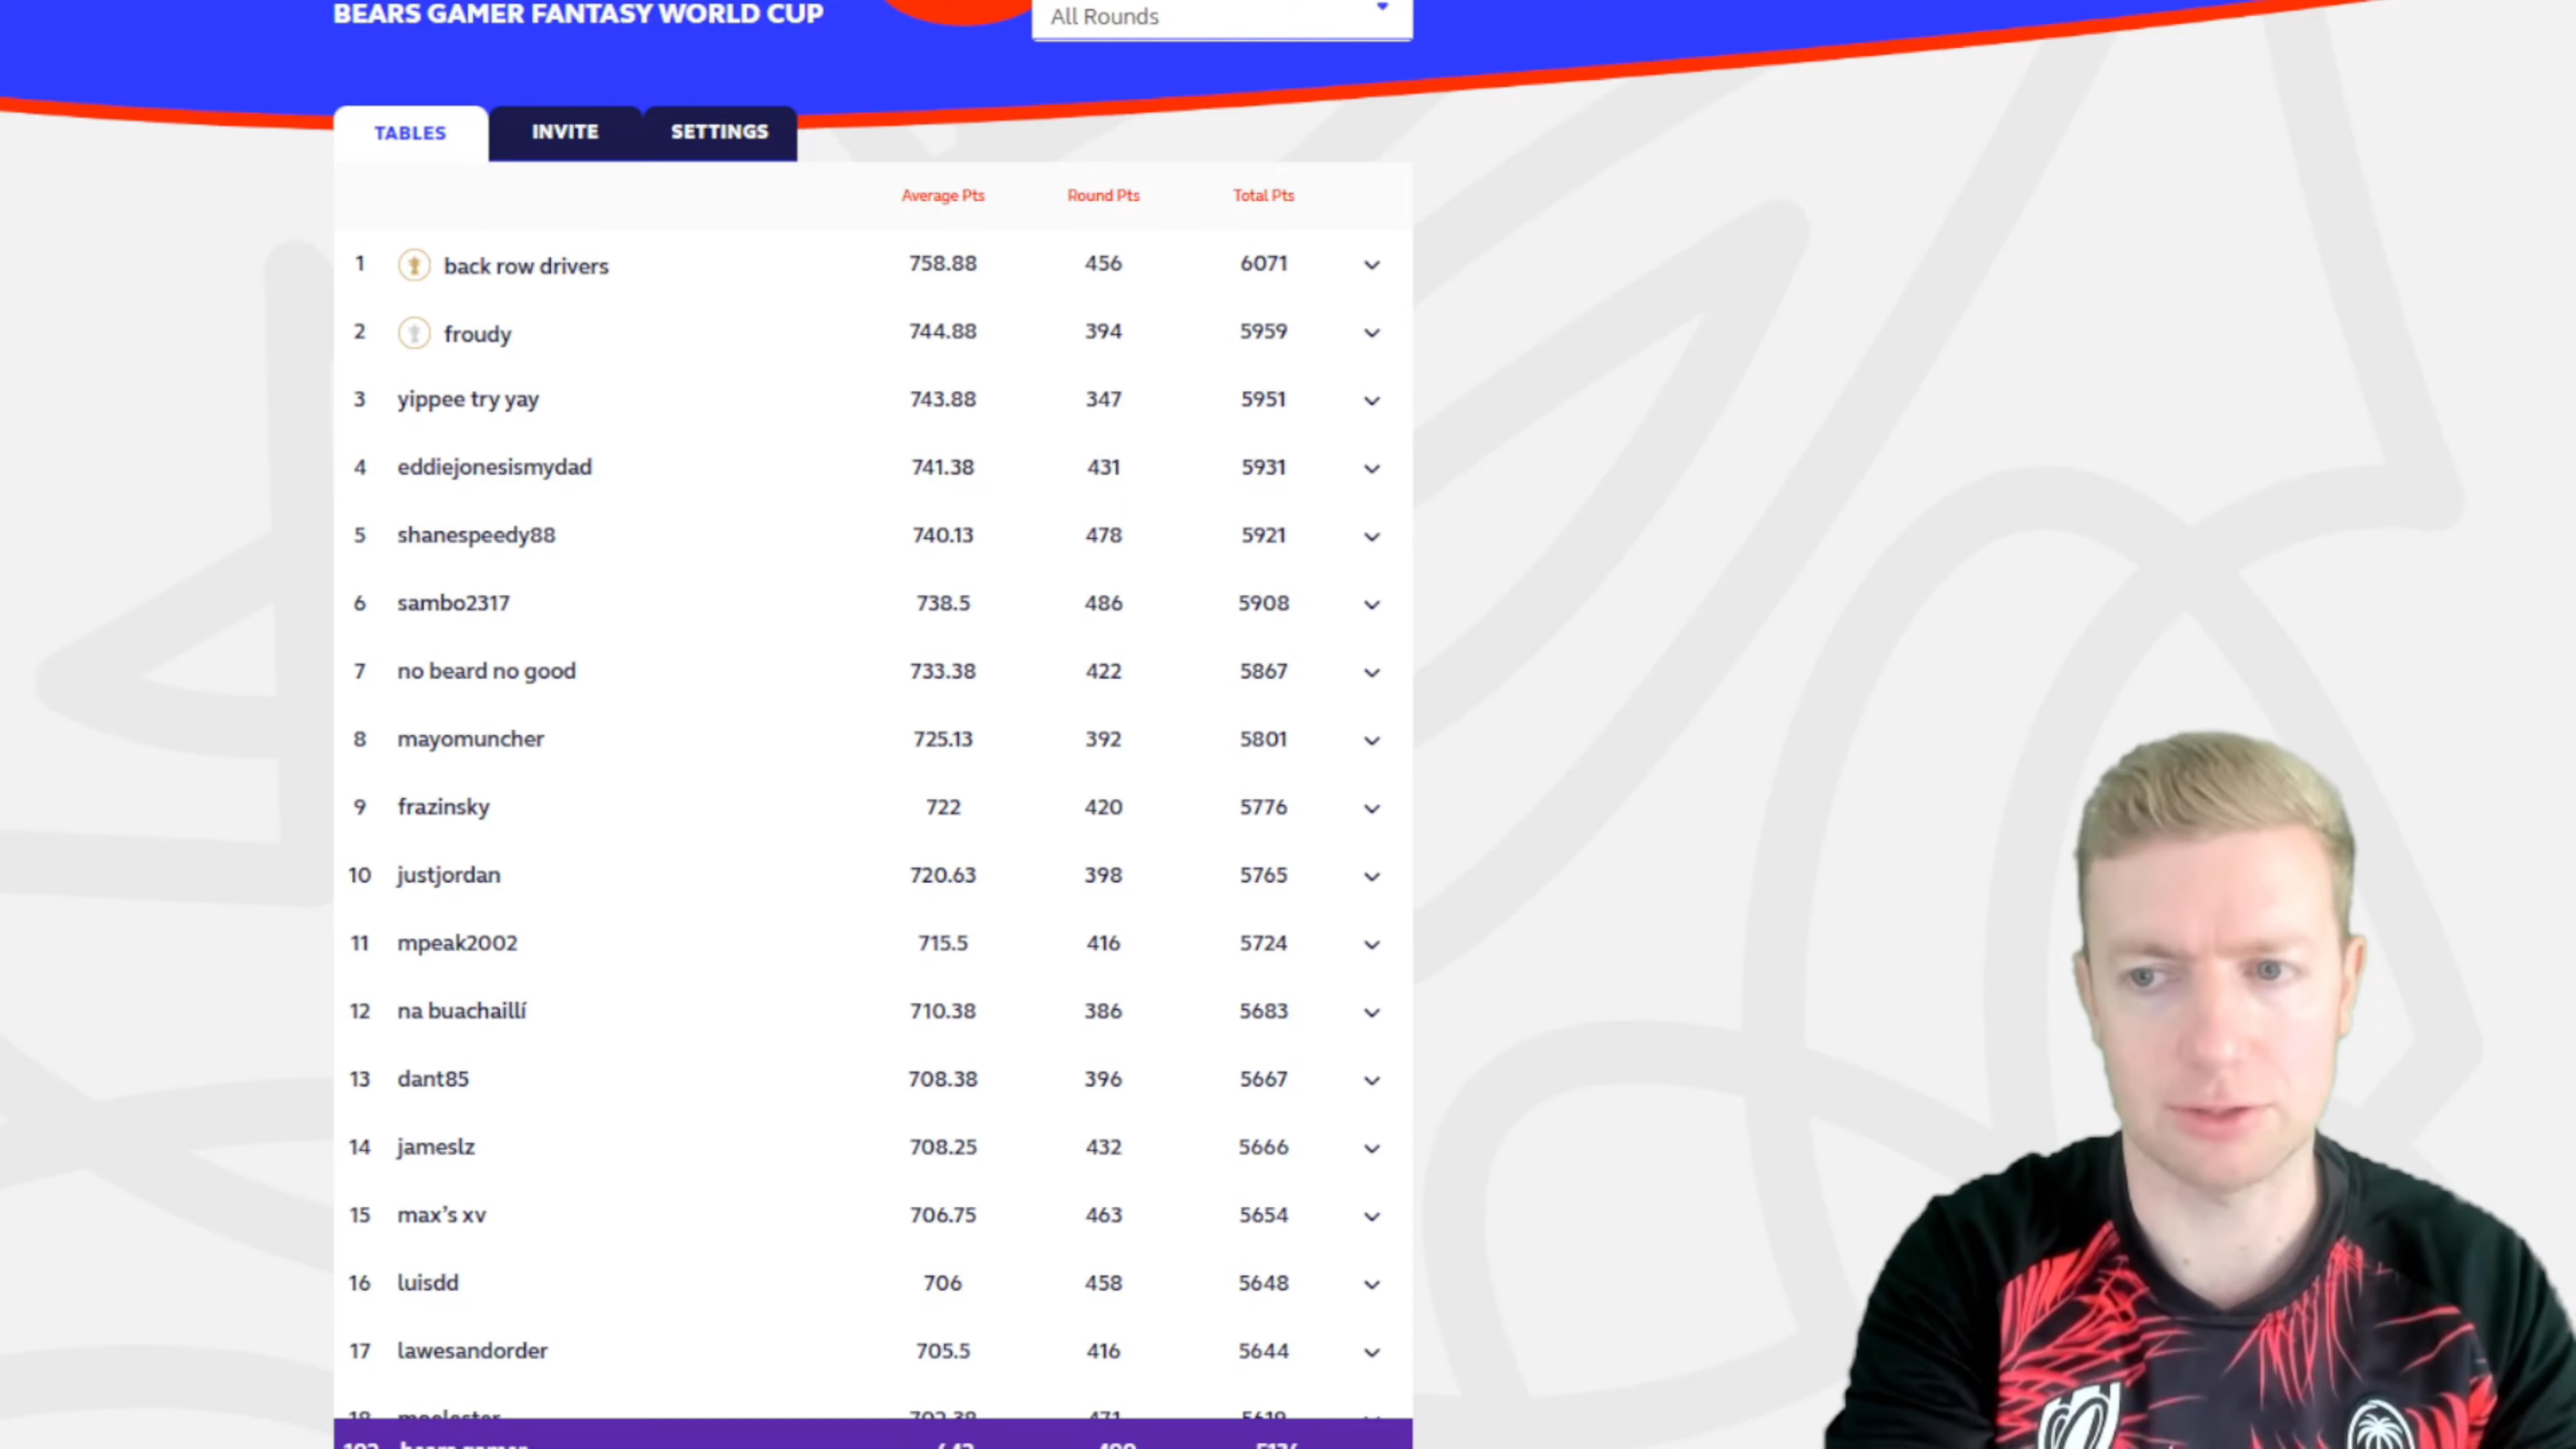 BEARS GAMER FANTASY WORLD CUP
All Rounds
TABLES INVITE SETTINGS
Average Pts Round Pts Total Pts
1 back row drivers 758.88 456 6071
2 froudy 744.88 394 5959
3 yippee try yay 743.88 347 5951
4 eddiejonesismydad 741.38 431 5931
5 shanespeedy88 740.13 478 5921
6 sambo2317 738.5 486 5908
7 no beard no good 733.38 422 5867
8 mayomuncher 725.13 392 5801
9 frazinsky 722 420 5776
10 justjordan 720.63 398 5765
11 mpeak2002 715.5 416 5724
12 na buachaillí 710.38 386 5683
13 dant85 708.38 396 5667
14 jameslz 708.25 432 5666
15 max's xv 706.75 463 5654
16 luisdd 706 458 5648
17 lawesandorder 705.5 416 5644